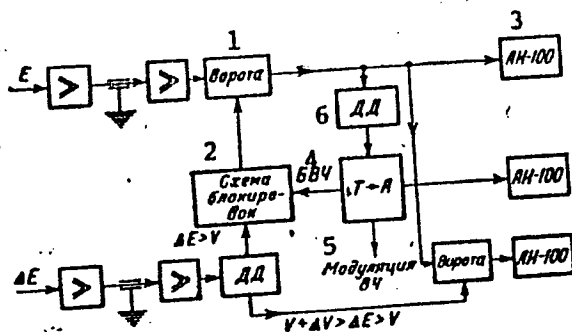 1
3
E
>
>
Ворота
АИ-100
6
ДД
2
4
БВЧ
Схема
блокиро-
вок
Т→А
АИ-100
ΔE>V
5
Модуляция
ВЧ
Ворота
АИ-100
ΔE
>
>
ДД
V+ΔV>ΔE>V